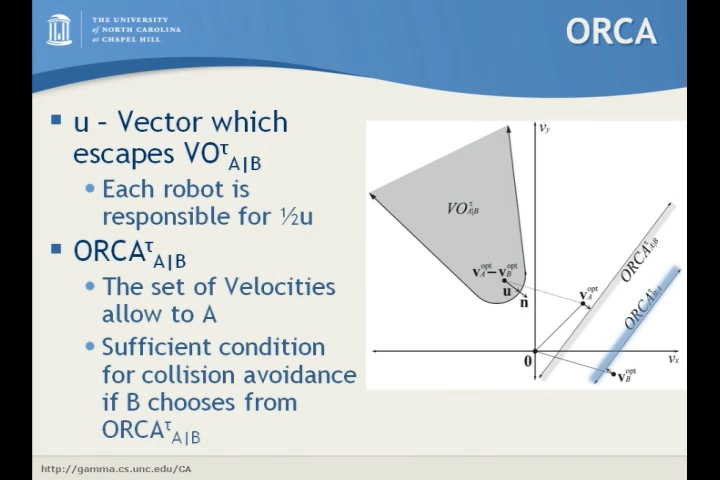 THE UNIVERSITY
of NORTH CAROLINA
at CHAPEL HILL
ORCA
u – Vector which
escapes VOτA|B
Each robot is
responsible for ½u
ORCAτA|B
The set of Velocities
allow to A
Sufficient condition
for collision avoidance
if B chooses from
ORCAτA|B
vy
VOτA|B
vAopt – vBopt
u
n
vAopt
ORCAτA|B
ORCAτB|A
0
vx
vBopt
http://gamma.cs.unc.edu/CA